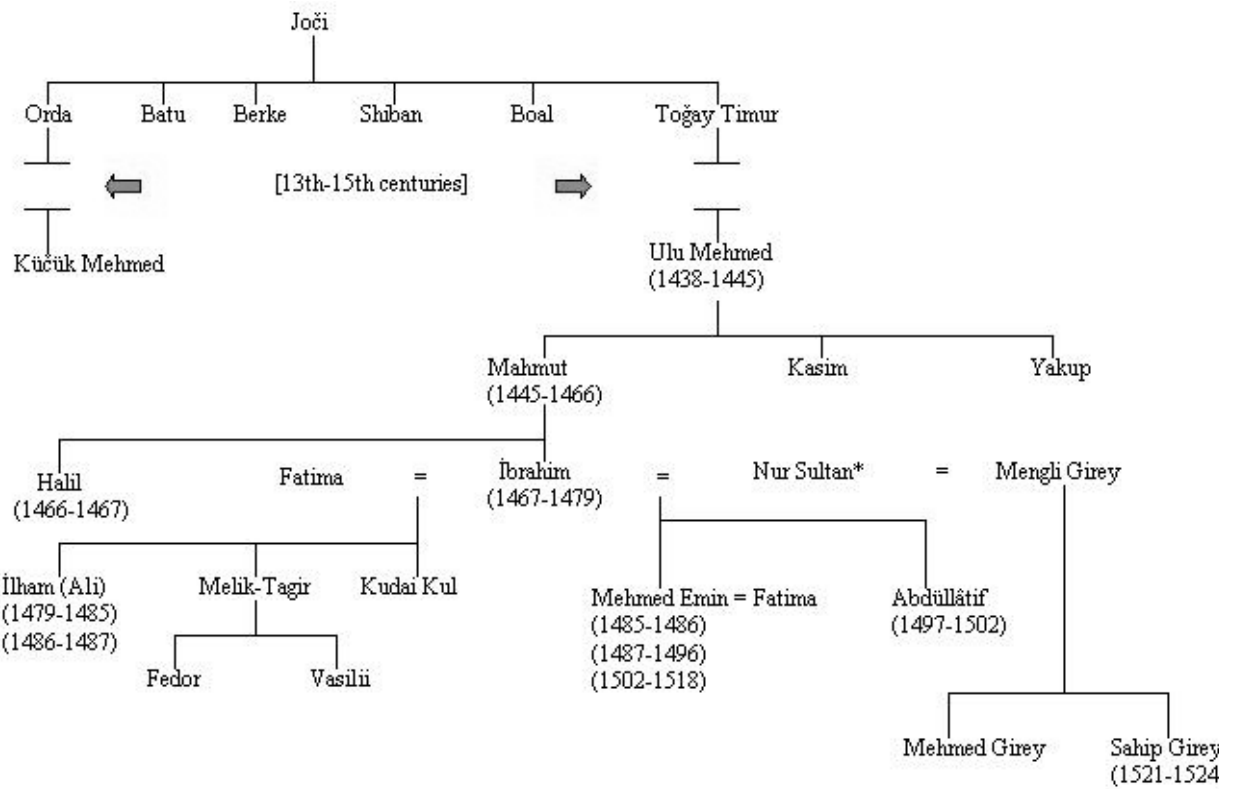 Joči
Orda Batu Berke Shiban Boal Toğay Timur
[13th-15th centuries]
Küčük Mehmed
Ulu Mehmed
(1438-1445)
Mahmut Kasim Yakup
(1445-1466)
Halil Fatima = İbrahim = Nur Sultan* = Mengli Girey
(1466-1467) (1467-1479)
İlham (Ali) Melik-Tagir Kudai Kul Mehmed Emin = Fatima Abdüllâtif
(1479-1485) (1485-1486) (1497-1502)
(1486-1487) (1487-1496)
Fedor Vasilii (1502-1518)
Mehmed Girey Sahip Girey
(1521-1524